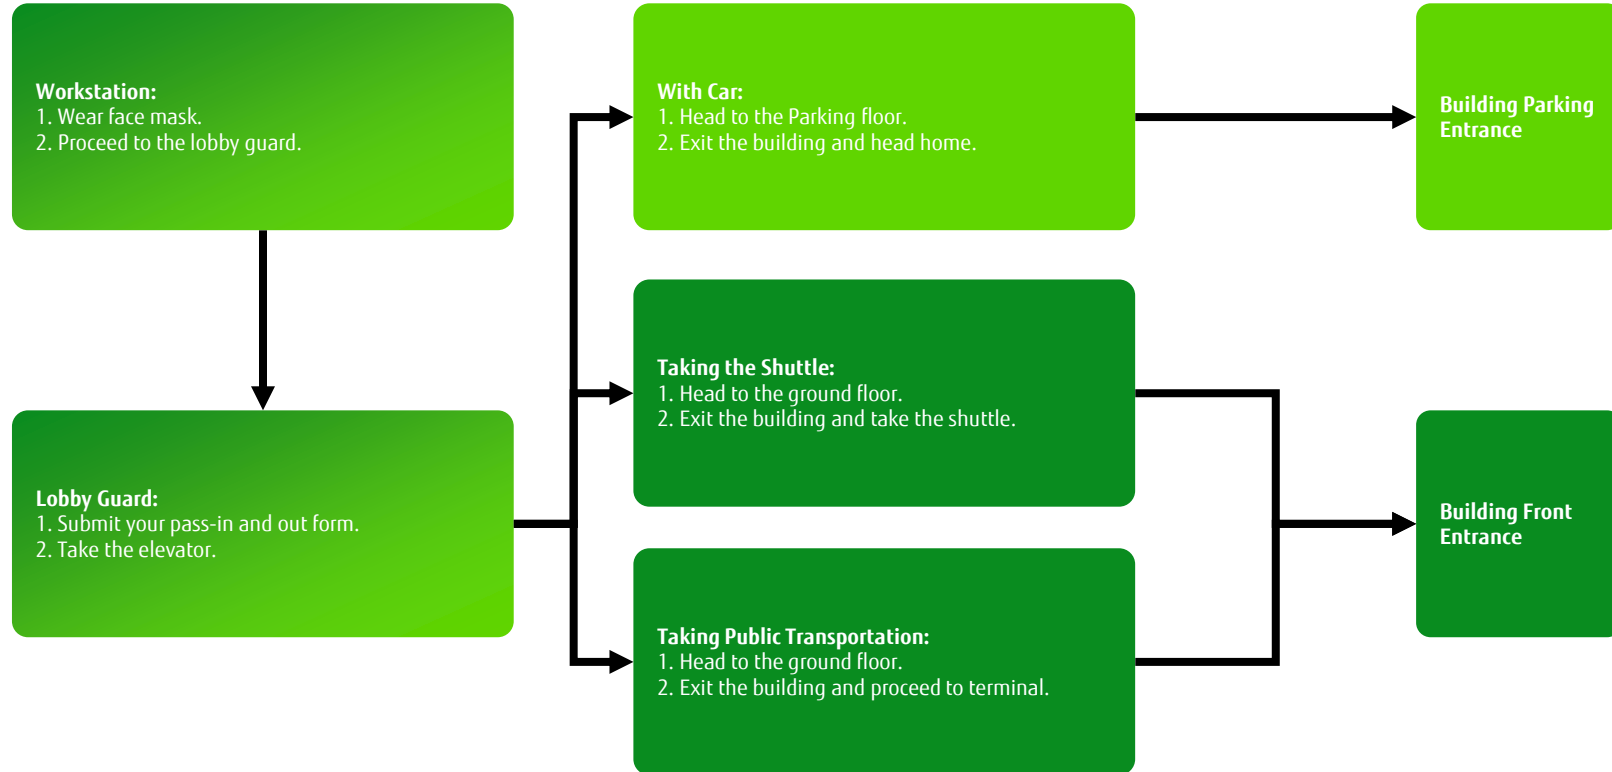 Workstation:
1. Wear face mask.
2. Proceed to the lobby guard.
Lobby Guard:
1. Submit your pass-in and out form.
2. Take the elevator.
With Car:
1. Head to the Parking floor.
2. Exit the building and head home.
Taking the Shuttle:
1. Head to the ground floor.
2. Exit the building and take the shuttle.
Taking Public Transportation:
1. Head to the ground floor.
2. Exit the building and proceed to terminal.
Building Parking
Entrance
Building Front
Entrance